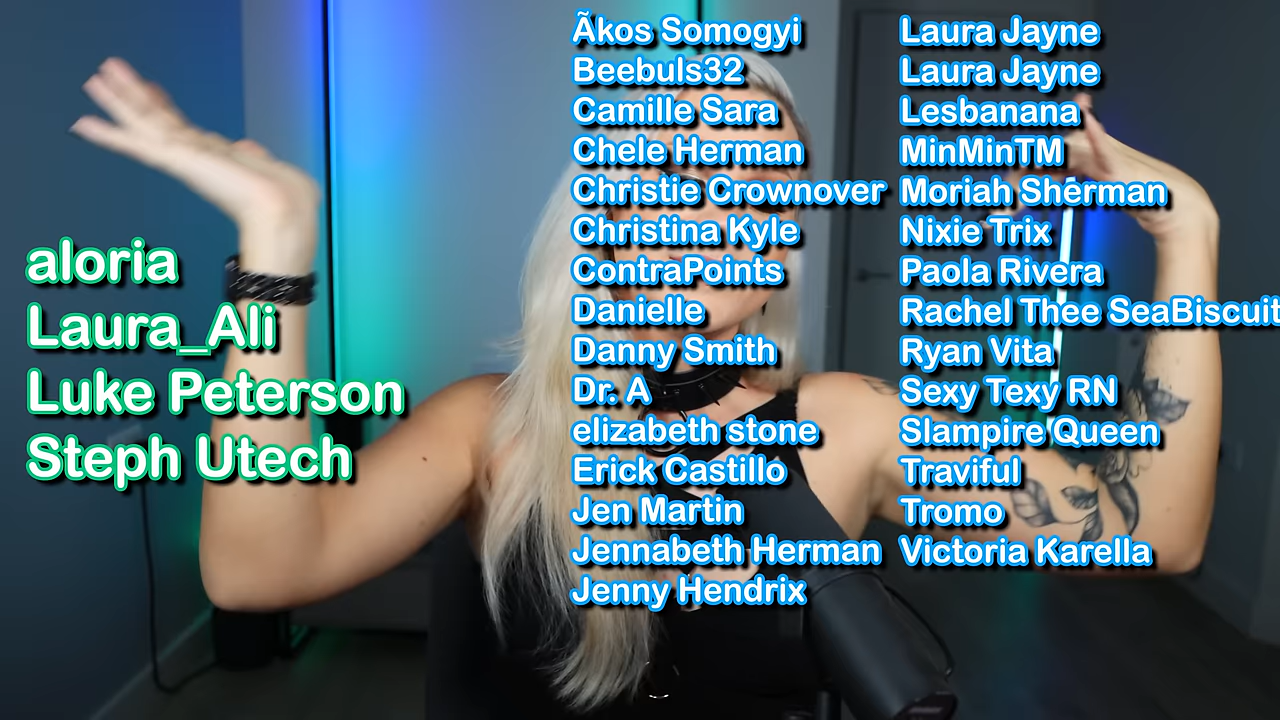 aloria
Laura_Ali
Luke Peterson
Steph Utech
Ãkos Somogyi
Beebuls32
Camille Sara
Chele Herman
Christie Crownover
Christina Kyle
ContraPoints
Danielle
Danny Smith
Dr. A
elizabeth stone
Erick Castillo
Jen Martin
Jennabeth Herman
Jenny Hendrix
Laura Jayne
Laura Jayne
Lesbanana
MinMinTM
Moriah Sherman
Nixie Trix
Paola Rivera
Rachel Thee SeaBiscuit
Ryan Vita
Sexy Texy RN
Slampire Queen
Traviful
Tromo
Victoria Karella